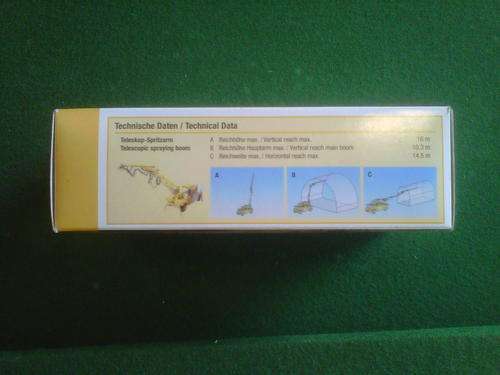 Technische Daten / Technical Data
Teleskop-Spritzarm A Reichhöhe max. / Vertical reach max. 16 m
Telescopic spraying boom B Reichhöhe Hauptarm max. / Vertical reach main boom 10,3 m
C Reichweite max. / Horizontal reach max. 14,5 m
A B C